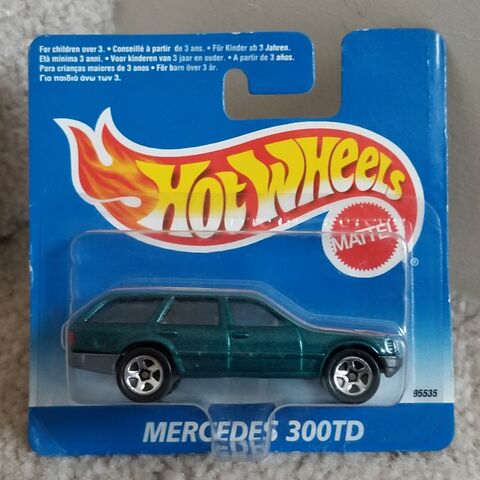 For children over 3. • Conseillé à partir de 3 ans. • Für Kinder ab 3 Jahren.
Età minima 3 anni. • Voor kinderen van 3 jaar en ouder. • A partir de 3 años.
Para crianças maiores de 3 anos • För barn över 3 år.
Για παιδιά άνω των 3.
HOT WHEELS
MATTEL
®
95535
MERCEDES 300TD